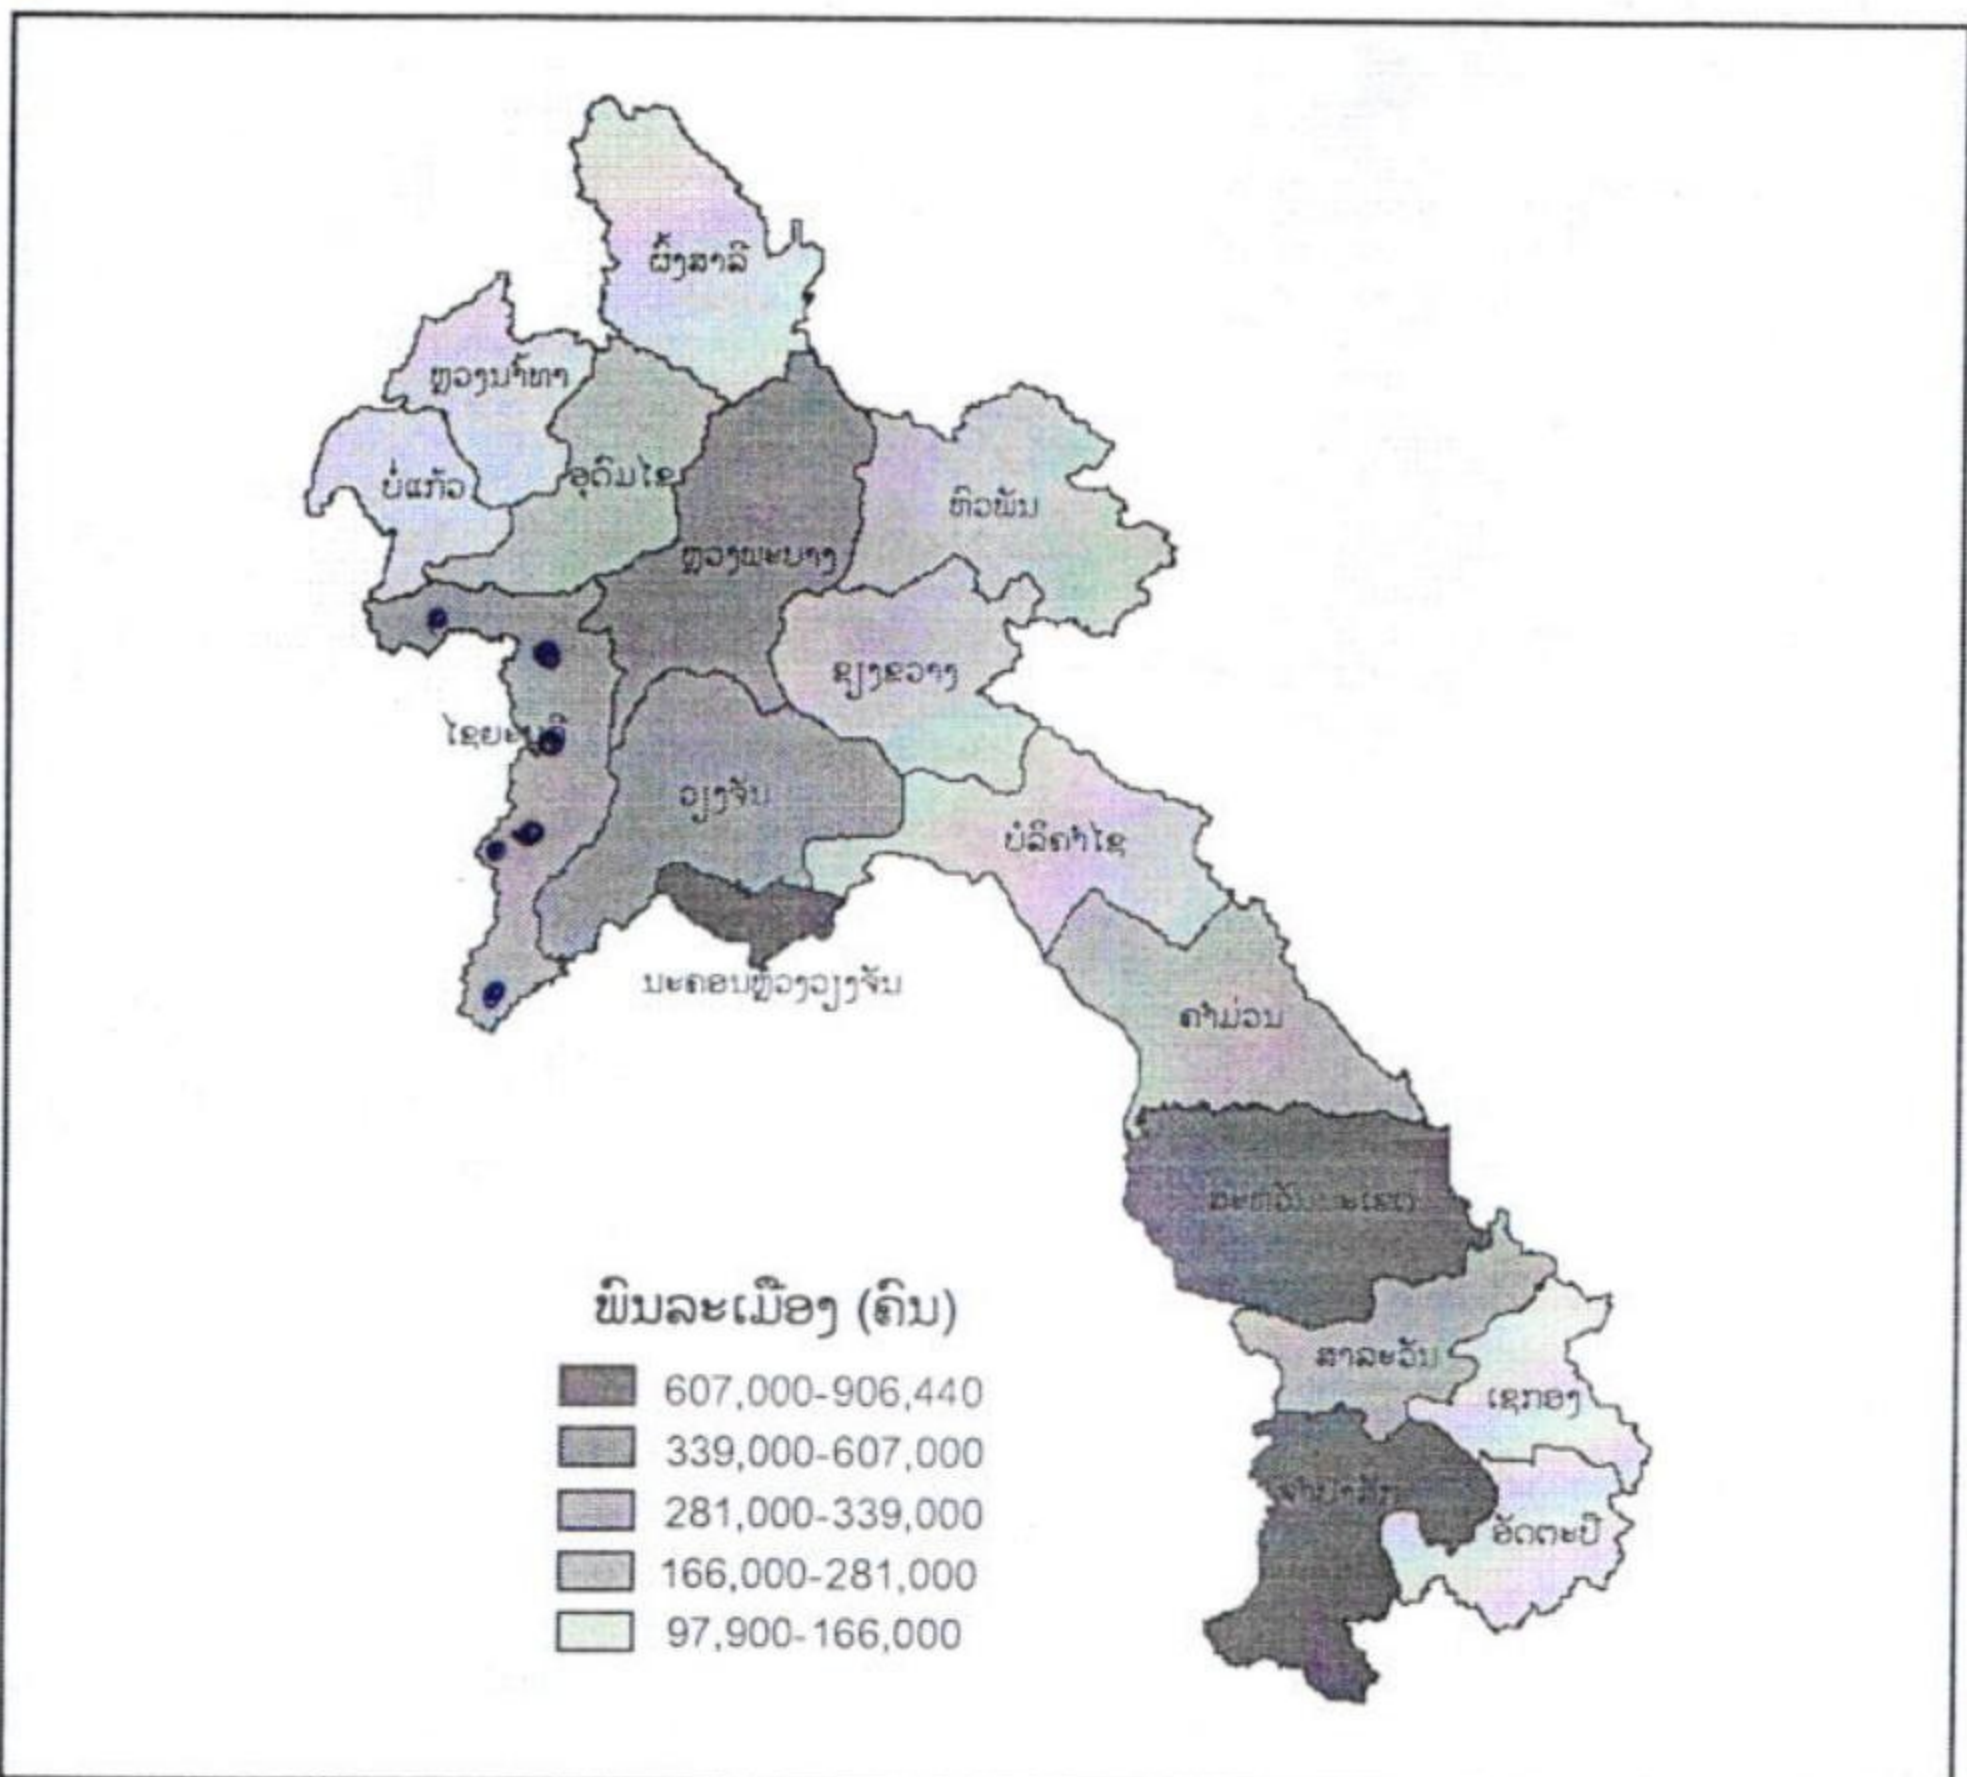 ຜົ້ງສາລີ
ຫຼວງນ້ຳທາ
ບໍ່ແກ້ວ
ອຸດົມໄຊ
ຫົວພັນ
ຫຼວງພະບາງ
ຊຽງຂວາງ
ໄຊຍະບູລີ
ວຽງຈັນ
ບໍລິຄຳໄຊ
ນະຄອນຫຼວງວຽງຈັນ
ຄຳມ່ວນ
ສາລະວັນ
ເຊກອງ
ອັດຕະປື
ພົນລະເມືອງ (ຄົນ)
607,000-906,440
339,000-607,000
281,000-339,000
166,000-281,000
97,900-166,000